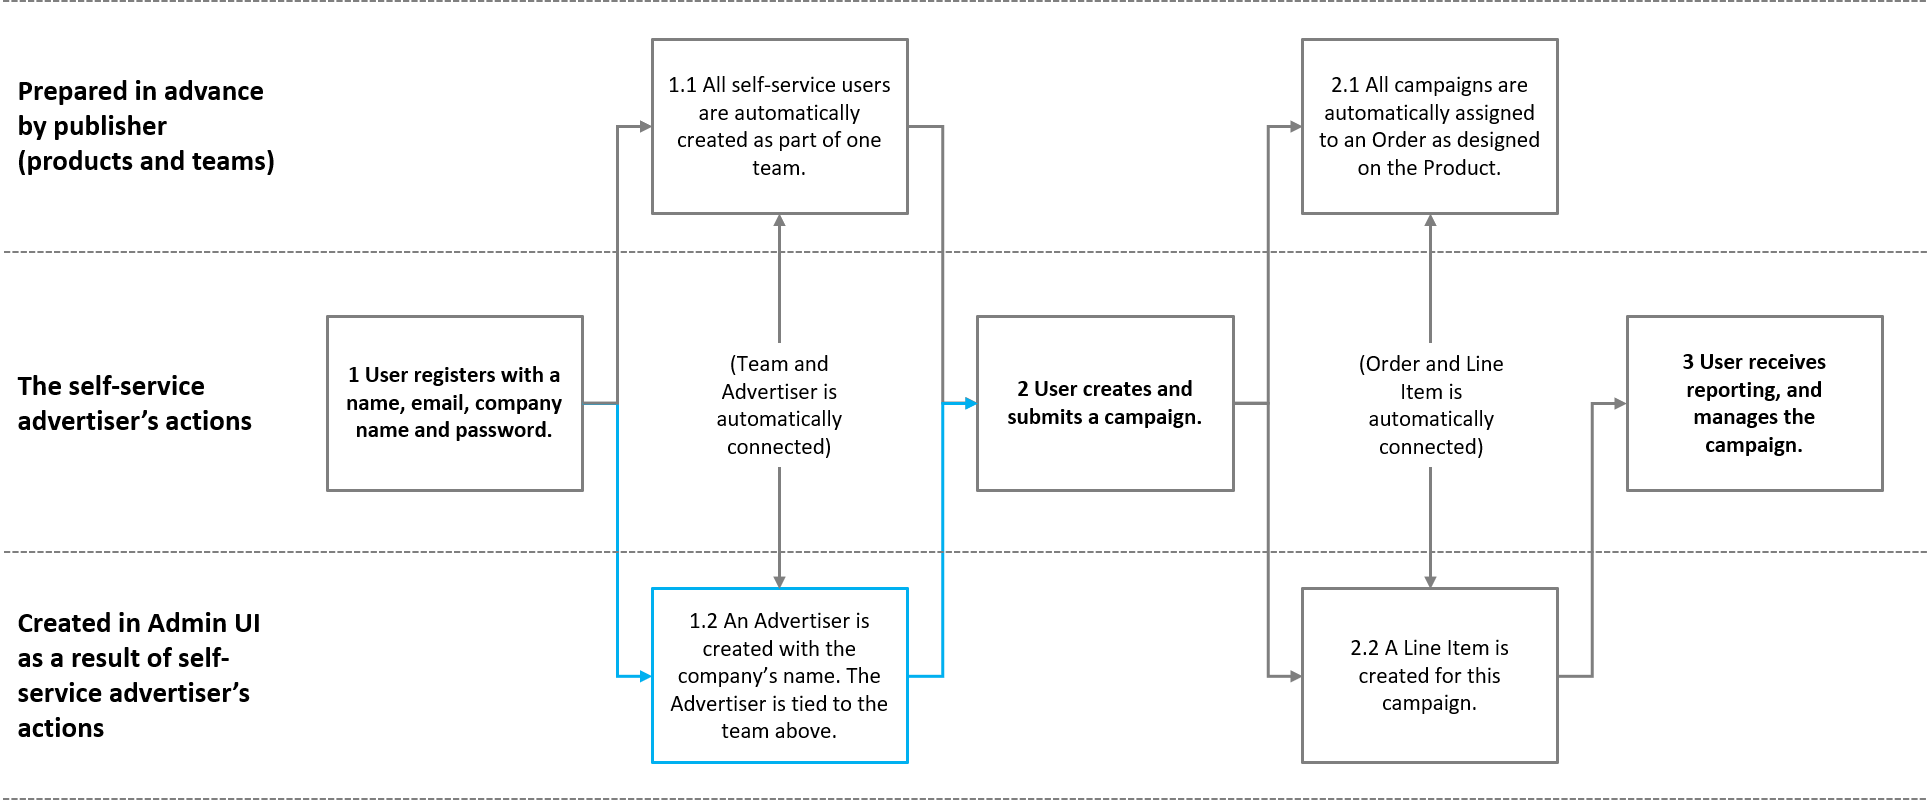 Prepared in advance
by publisher
(products and teams)
1.1 All self-service users
are automatically
created as part of one
team.
2.1 All campaigns are
automatically assigned
to an Order as designed
on the Product.
The self-service
advertiser’s actions
1 User registers with a
name, email, company
name and password.
(Team and
Advertiser is
automatically
connected)
2 User creates and
submits a campaign.
(Order and Line
Item is
automatically
connected)
3 User receives
reporting, and
manages the
campaign.
Created in Admin UI
as a result of self-
service advertiser’s
actions
1.2 An Advertiser is
created with the
company’s name. The
Advertiser is tied to the
team above.
2.2 A Line Item is
created for this
campaign.